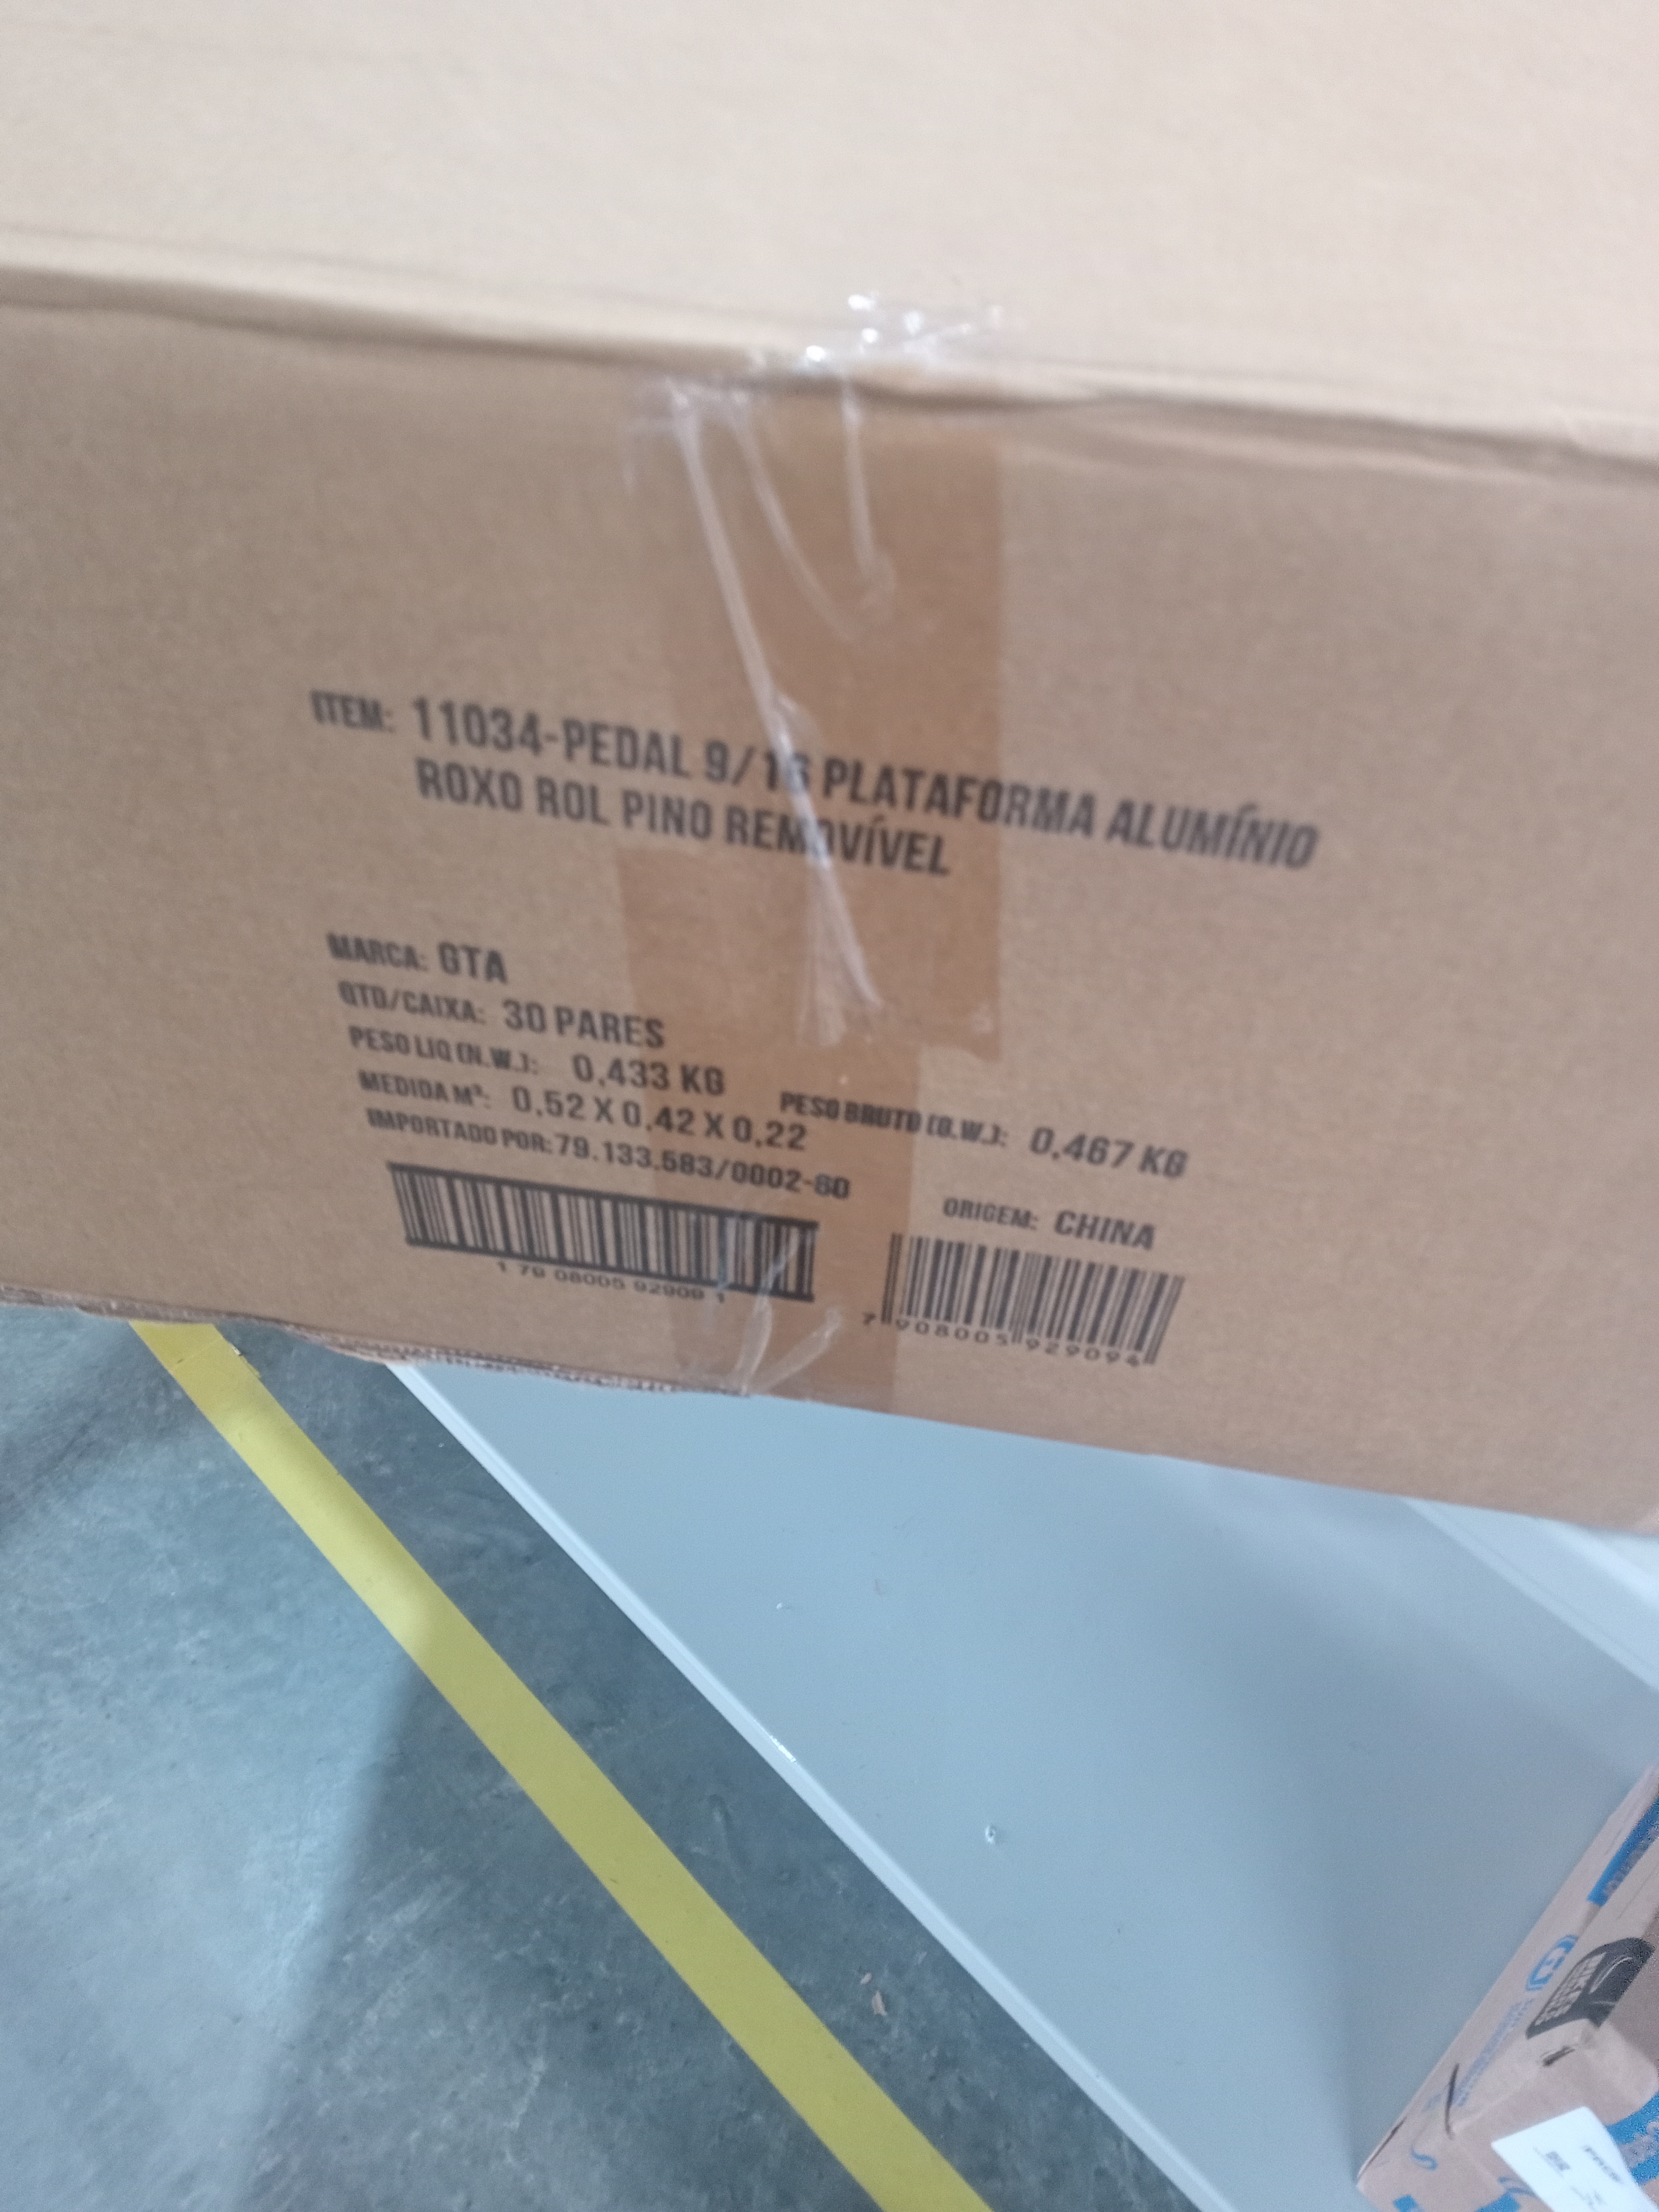 ITEM: 11034-PEDAL 9/16 PLATAFORMA ALUMÍNIO
ROXO ROL PINO REMOVÍVEL
MARCA: GTA
QTD/CAIXA: 30 PARES
PESO LIQ (N.W.): 0,433 KG PESO BRUTO (G.W.): 0,467 KG
MEDIDA M³: 0,52 X 0,42 X 0,22
IMPORTADO POR: 79.133.583/0002-60
ORIGEM: CHINA
1 79 08005 92909 1
7 908005 929094